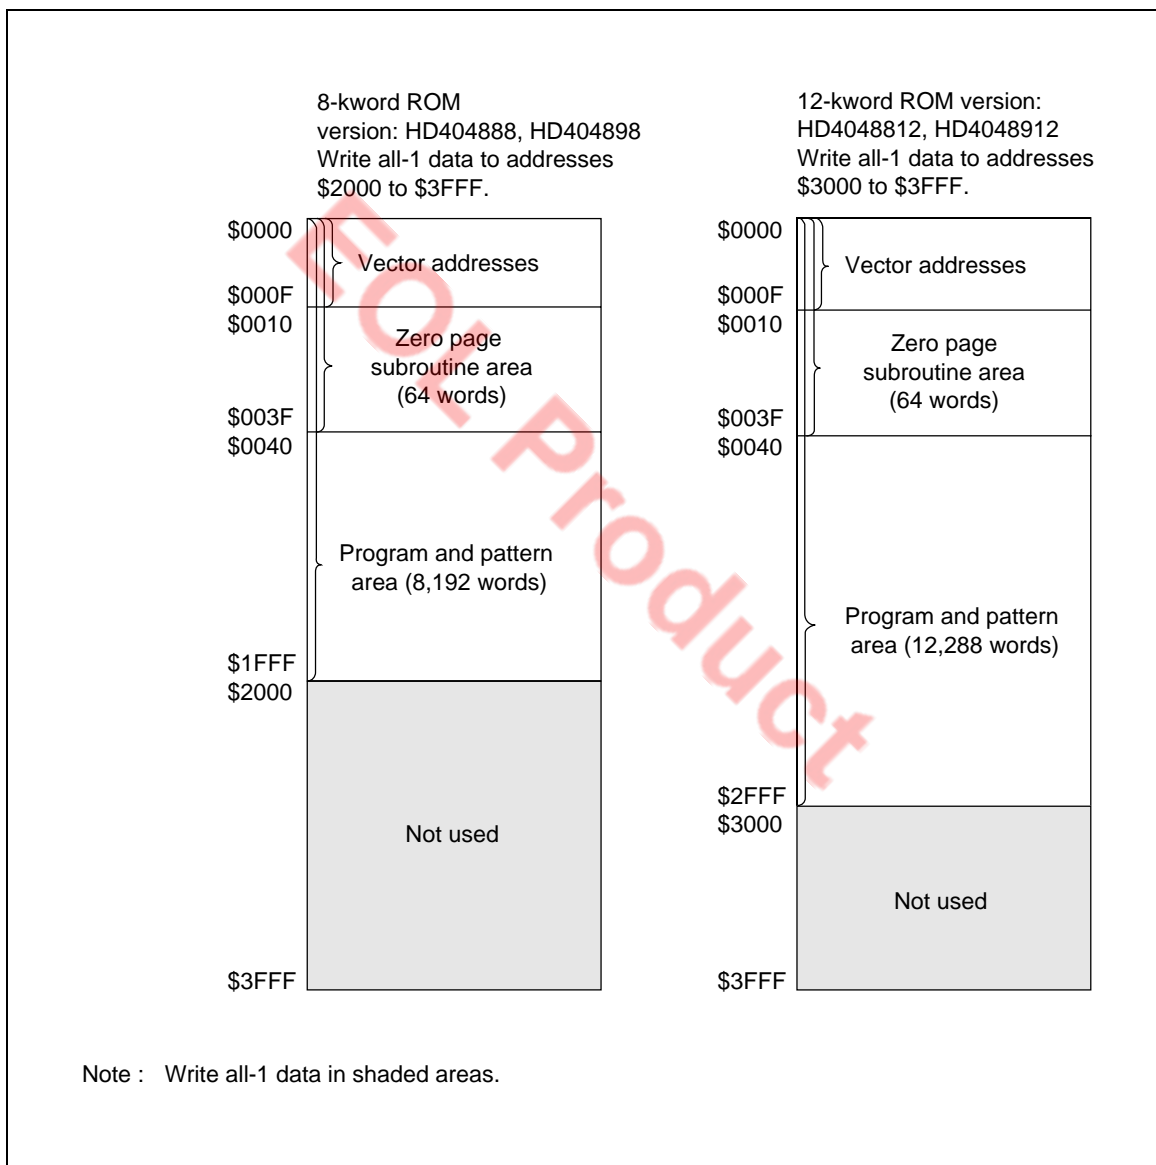 8-kword ROM
version: HD404888, HD404898
Write all-1 data to addresses
$2000 to $3FFF.
$0000
Vector addresses
$000F
$0010
Zero page
subroutine area
(64 words)
$003F
$0040
Program and pattern
area (8,192 words)
$1FFF
$2000
Not used
$3FFF
12-kword ROM version:
HD4048812, HD4048912
Write all-1 data to addresses
$3000 to $3FFF.
$0000
Vector addresses
$000F
$0010
Zero page
subroutine area
(64 words)
$003F
$0040
Program and pattern
area (12,288 words)
$2FFF
$3000
Not used
$3FFF
EOL Product
Note : Write all-1 data in shaded areas.